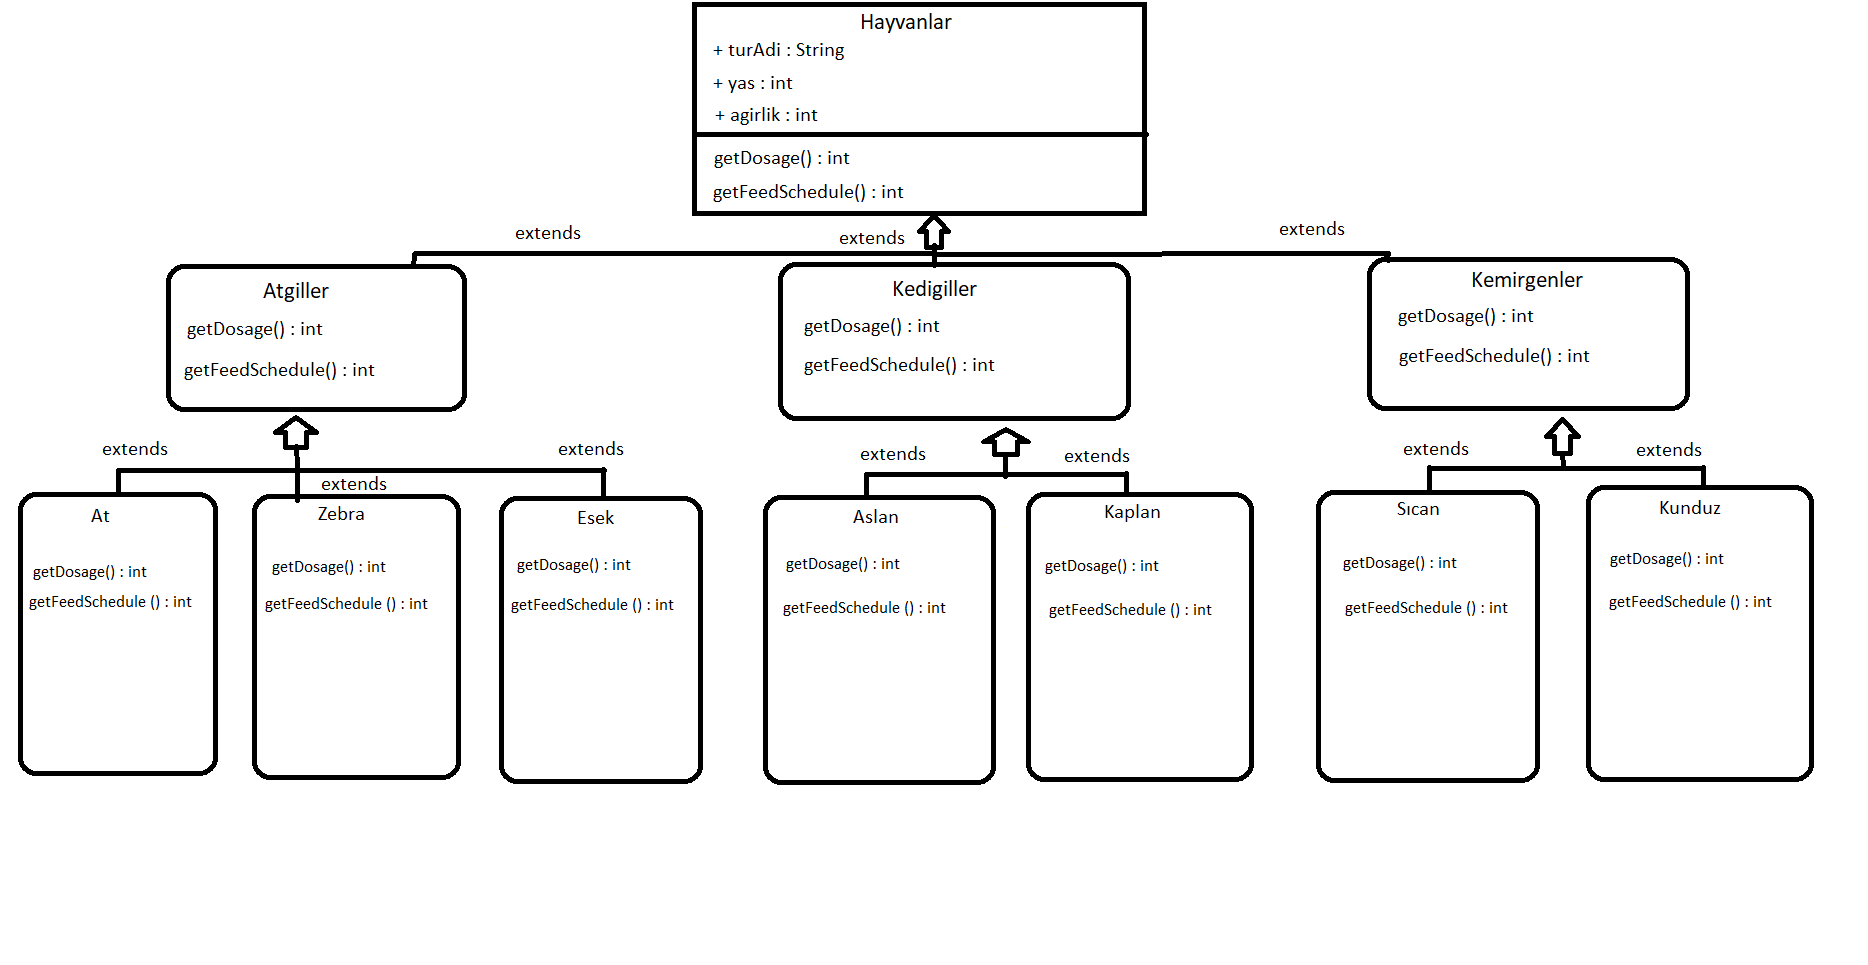 Hayvanlar
+ turAdi : String
+ yas : int
+ agirlik : int
getDosage() : int
getFeedSchedule() : int
extends
extends
extends
Atgiller
getDosage() : int
getFeedSchedule() : int
Kedigiller
getDosage() : int
getFeedSchedule() : int
Kemirgenler
getDosage() : int
getFeedSchedule() : int
extends
extends
extends
extends
extends
extends
extends
At
getDosage() : int
getFeedSchedule () : int
Zebra
getDosage() : int
getFeedSchedule () : int
Esek
getDosage() : int
getFeedSchedule () : int
Aslan
getDosage() : int
getFeedSchedule () : int
Kaplan
getDosage() : int
getFeedSchedule () : int
Sıcan
getDosage() : int
getFeedSchedule () : int
Kunduz
getDosage() : int
getFeedSchedule () : int